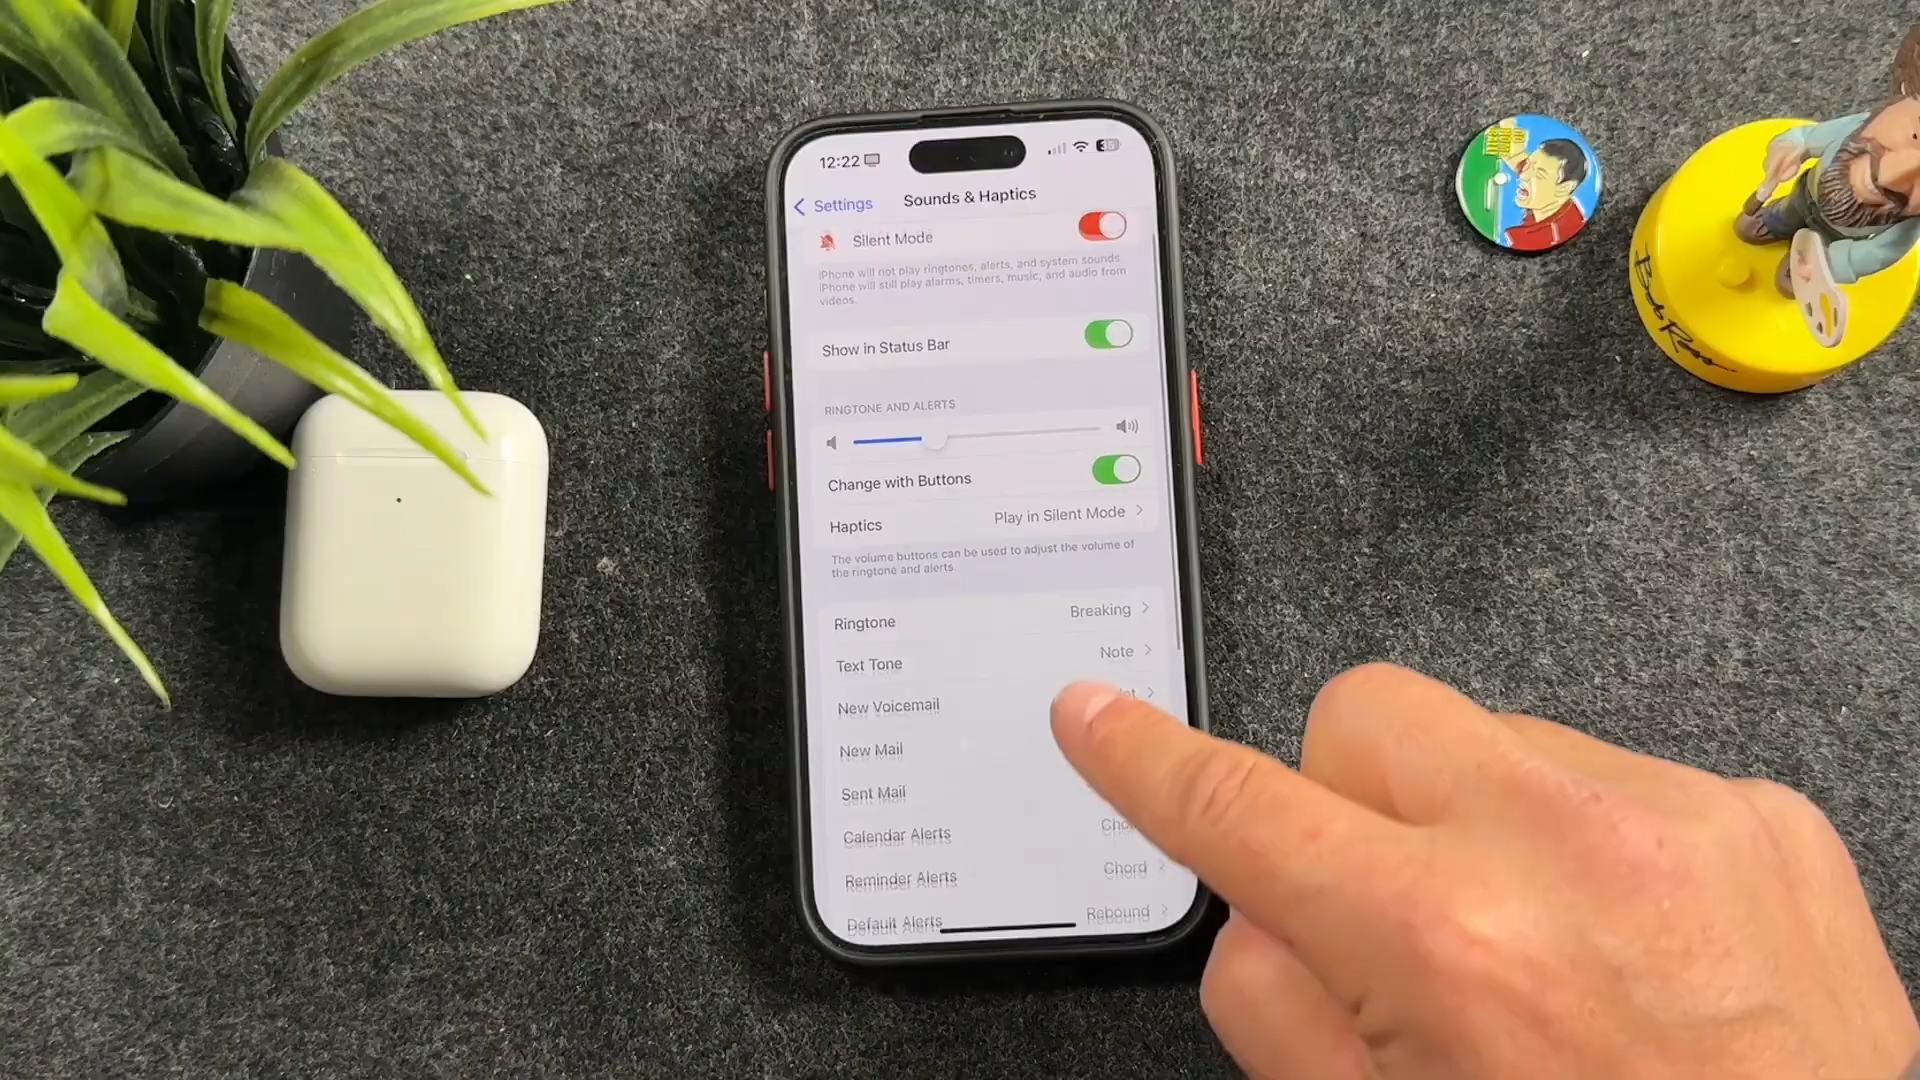 12:22
35
Settings
Sounds & Haptics
Silent Mode
iPhone will not play ringtones, alerts, and system sounds.
iPhone will still play alarms, timers, music, and audio from
videos.
Show in Status Bar
RINGTONE AND ALERTS
Change with Buttons
Haptics Play in Silent Mode
The volume buttons can be used to adjust the volume of
the ringtone and alerts.
Ringtone Breaking
Text Tone Note
New Voicemail
New Mail
Sent Mail
Calendar Alerts
Reminder Alerts Chord
Default Alerts Rebound
Bob Ross